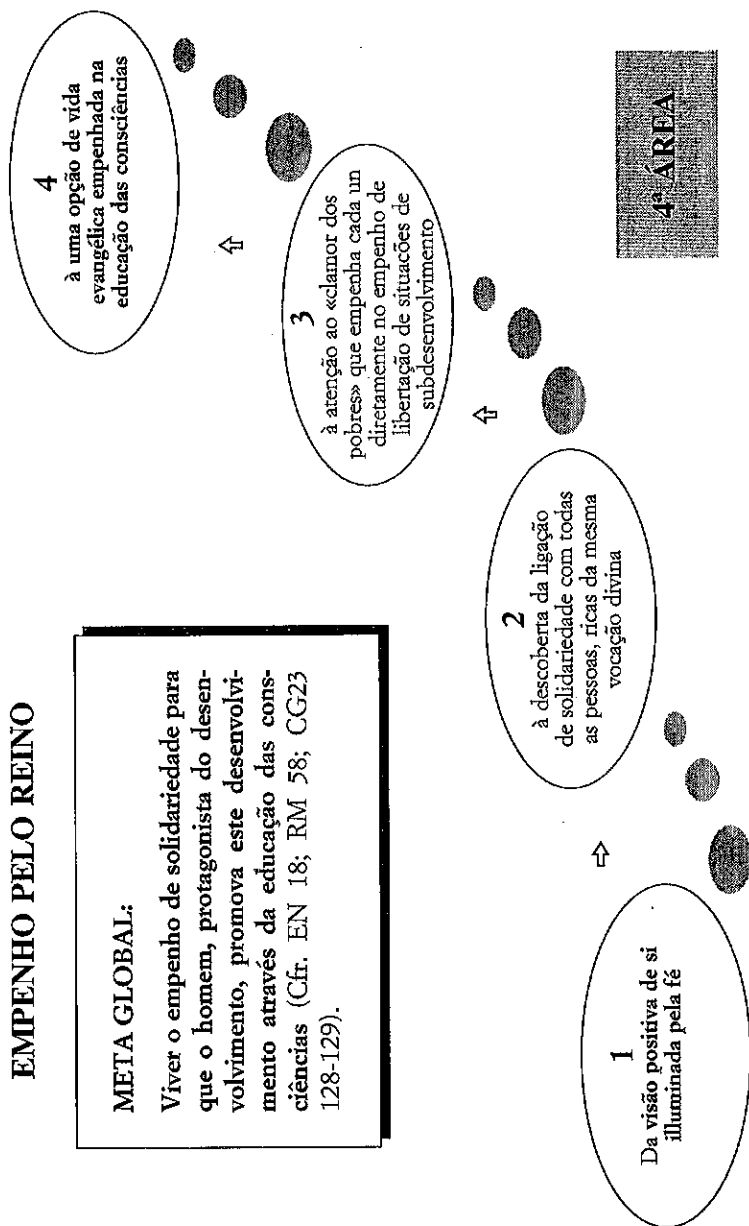 EMPENHO PELO REINO
META GLOBAL:
Viver o empenho de solidariedade para
que o homem, protagonista do desen-
volvimento, promova este desenvolvi-
mento através da educação das cons-
ciências (Cfr. EN 18; RM 58; CG23
128-129).
1
Da visão positiva de si
illuminada pela fé
2
à descoberta da ligação
de solidariedade com todas
as pessoas, ricas da mesma
vocação divina
3
à atenção ao «clamor dos
pobres» que empenha cada un
diretamente no empenho de
libertação de situacões de
subdesenvolvimento
4
à uma opção de vida
evangélica empenhada na
educação das consciências
4ª ÁREA